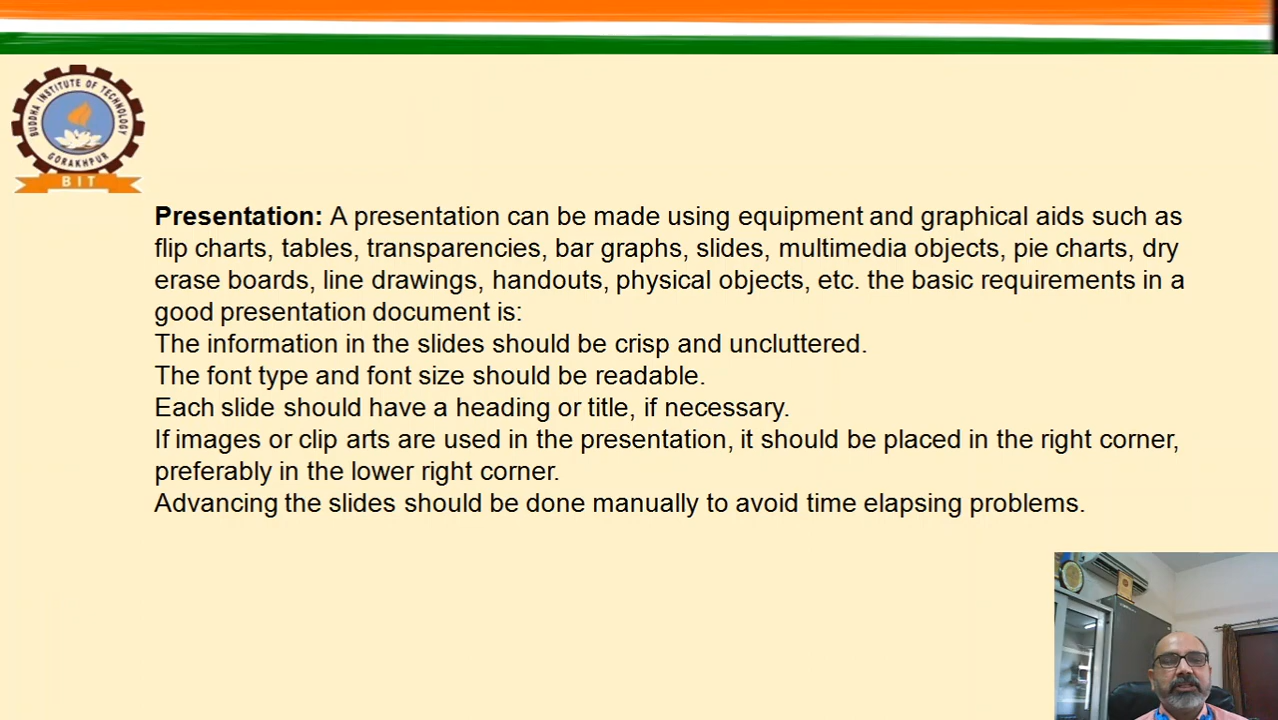 BUDDHA INSTITUTE OF TECHNOLOGY
GORAKHPUR
BIT
Presentation: A presentation can be made using equipment and graphical aids such as
flip charts, tables, transparencies, bar graphs, slides, multimedia objects, pie charts, dry
erase boards, line drawings, handouts, physical objects, etc. the basic requirements in a
good presentation document is:
The information in the slides should be crisp and uncluttered.
The font type and font size should be readable.
Each slide should have a heading or title, if necessary.
If images or clip arts are used in the presentation, it should be placed in the right corner,
preferably in the lower right corner.
Advancing the slides should be done manually to avoid time elapsing problems.